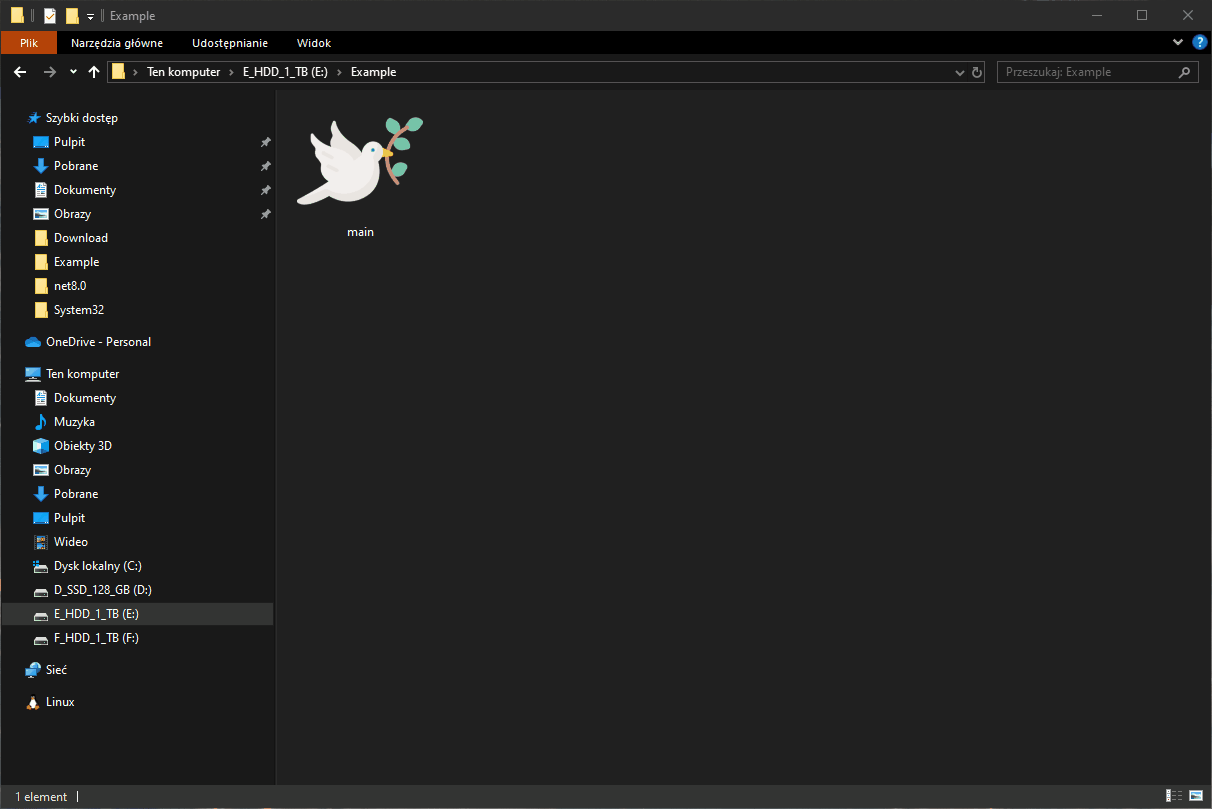 Example
Plik Narzędzia główne Udostępnianie Widok
Ten komputer E_HDD_1_TB (E:) Example Przeszukaj: Example
Szybki dostęp
Pulpit
Pobrane
Dokumenty
Obrazy
Download
Example
net8.0
System32
OneDrive - Personal
Ten komputer
Dokumenty
Muzyka
Obiekty 3D
Obrazy
Pobrane
Pulpit
Wideo
Dysk lokalny (C:)
D_SSD_128_GB (D:)
E_HDD_1_TB (E:)
F_HDD_1_TB (F:)
Sieć
Linux
main
1 element